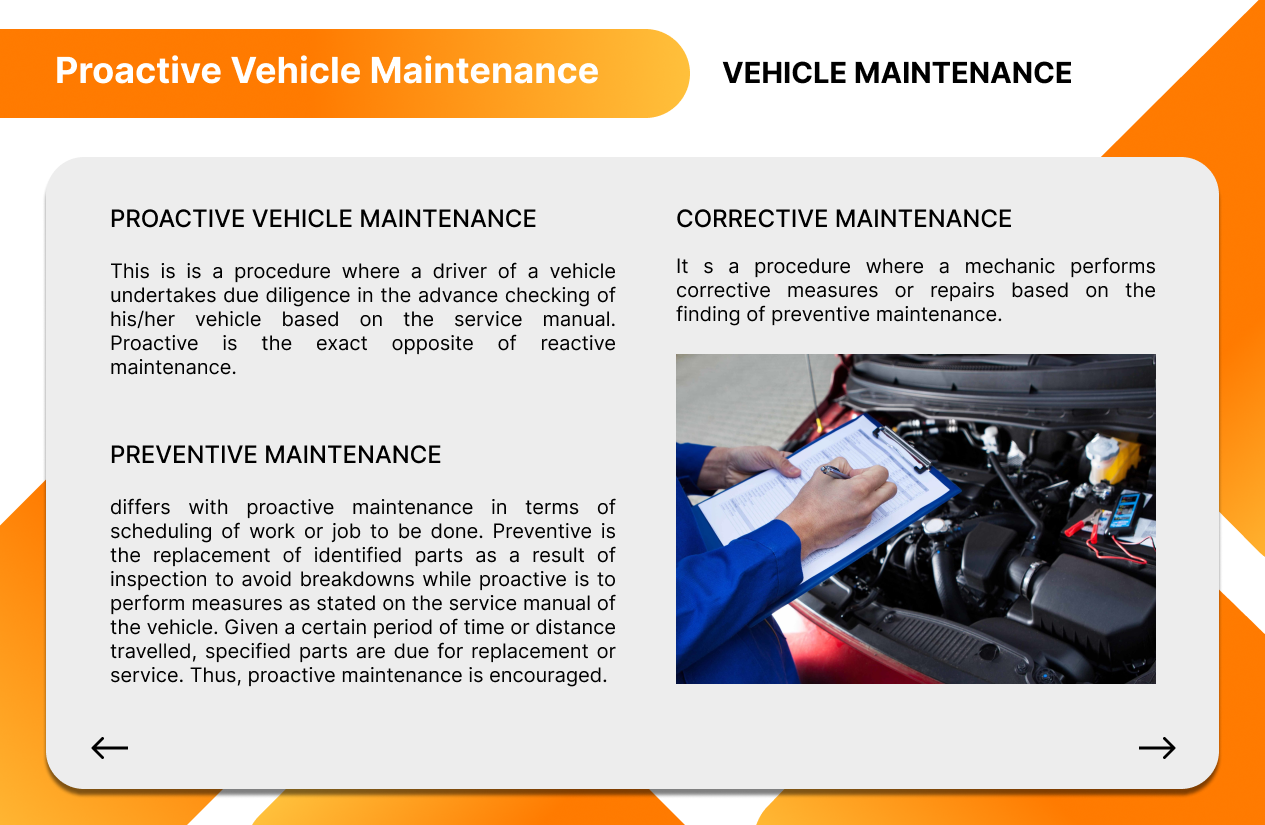 Proactive Vehicle Maintenance
VEHICLE MAINTENANCE
PROACTIVE VEHICLE MAINTENANCE
This is is a procedure where a driver of a vehicle
undertakes due diligence in the advance checking of
his/her vehicle based on the service manual.
Proactive is the exact opposite of reactive
maintenance.
PREVENTIVE MAINTENANCE
differs with proactive maintenance in terms of
scheduling of work or job to be done. Preventive is
the replacement of identified parts as a result of
inspection to avoid breakdowns while proactive is to
perform measures as stated on the service manual of
the vehicle. Given a certain period of time or distance
travelled, specified parts are due for replacement or
service. Thus, proactive maintenance is encouraged.
CORRECTIVE MAINTENANCE
It s a procedure where a mechanic performs
corrective measures or repairs based on the
finding of preventive maintenance.